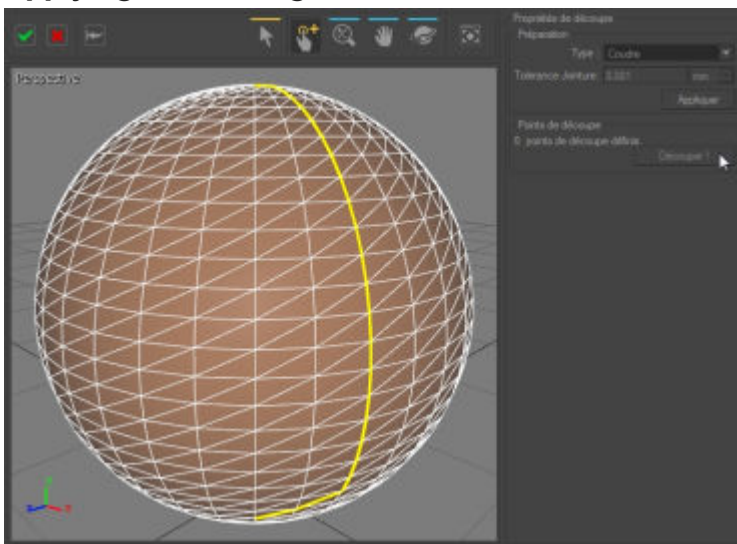 Perspective
Propriétés de découpe
Préparation
Type
Coudre
Tolérance Jointure: 0.001 mm
Appliquer
Points de découpe
0 points de découpe définis.
Découpe !